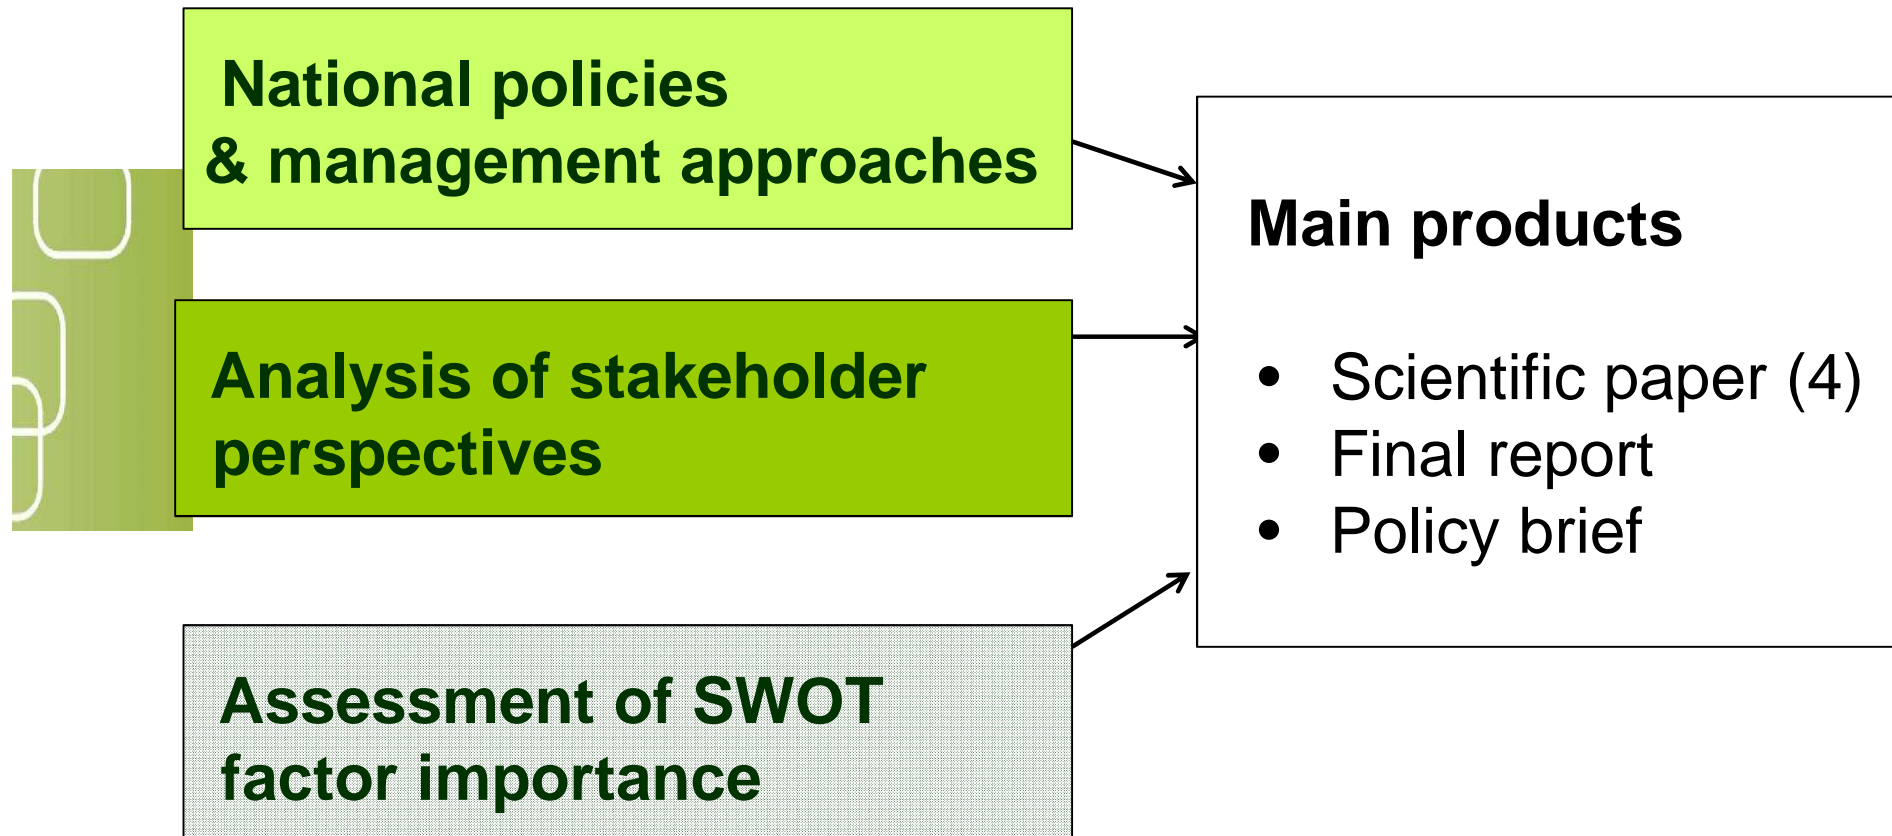 National policies
& management approaches
Analysis of stakeholder
perspectives
Assessment of SWOT
factor importance
Main products
• Scientific paper (4)
• Final report
• Policy brief